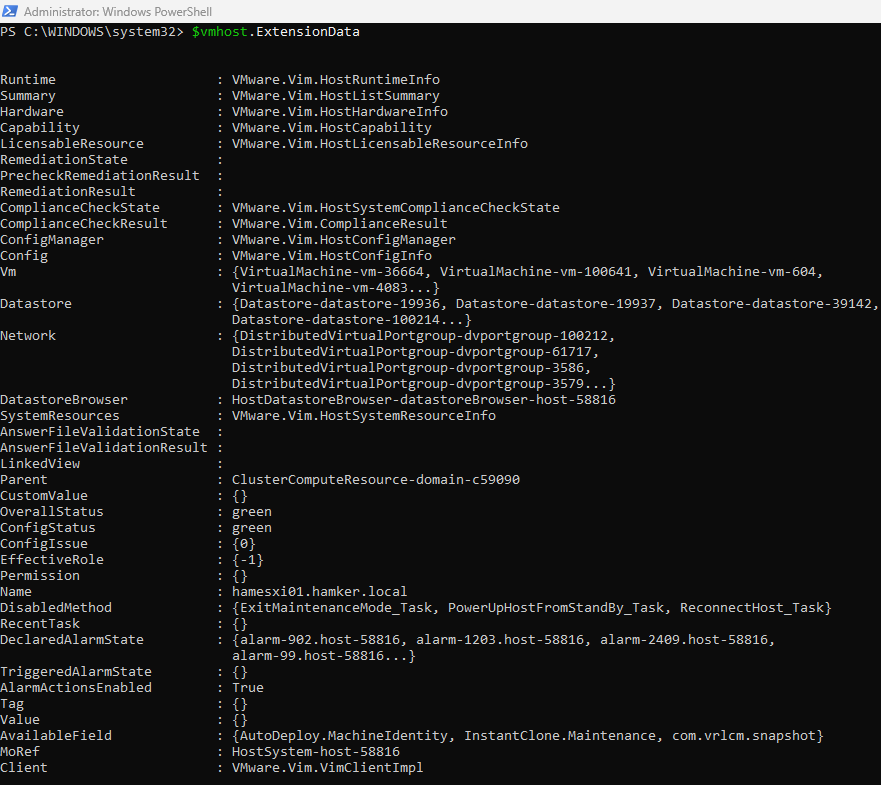 Administrator: Windows PowerShell
PS C:\WINDOWS\system32> $vmhost.ExtensionData
Runtime : VMware.Vim.HostRuntimeInfo
Summary : VMware.Vim.HostListSummary
Hardware : VMware.Vim.HostHardwareInfo
Capability : VMware.Vim.HostCapability
LicensableResource : VMware.Vim.HostLicensableResourceInfo
RemediationState :
PrecheckRemediationResult :
RemediationResult :
ComplianceCheckState : VMware.Vim.HostSystemComplianceCheckState
ComplianceCheckResult : VMware.Vim.ComplianceResult
ConfigManager : VMware.Vim.HostConfigManager
Config : VMware.Vim.HostConfigInfo
Vm : {VirtualMachine-vm-36664, VirtualMachine-vm-100641, VirtualMachine-vm-604,
VirtualMachine-vm-4083...}
Datastore : {Datastore-datastore-19936, Datastore-datastore-19937, Datastore-datastore-39142,
Datastore-datastore-100214...}
Network : {DistributedVirtualPortgroup-dvportgroup-100212,
DistributedVirtualPortgroup-dvportgroup-61717,
DistributedVirtualPortgroup-dvportgroup-3586,
DistributedVirtualPortgroup-dvportgroup-3579...}
DatastoreBrowser : HostDatastoreBrowser-datastoreBrowser-host-58816
SystemResources : VMware.Vim.HostSystemResourceInfo
AnswerFileValidationState :
AnswerFileValidationResult :
LinkedView :
Parent : ClusterComputeResource-domain-c59090
CustomValue : {}
OverallStatus : green
ConfigStatus : green
ConfigIssue : {0}
EffectiveRole : {-1}
Permission : {}
Name : hamesxi01.hamker.local
DisabledMethod : {ExitMaintenanceMode_Task, PowerUpHostFromStandBy_Task, ReconnectHost_Task}
RecentTask : {}
DeclaredAlarmState : {alarm-902.host-58816, alarm-1203.host-58816, alarm-2409.host-58816,
alarm-99.host-58816...}
TriggeredAlarmState : {}
AlarmActionsEnabled : True
Tag : {}
Value : {}
AvailableField : {AutoDeploy.MachineIdentity, InstantClone.Maintenance, com.vrlcm.snapshot}
MoRef : HostSystem-host-58816
Client : VMware.Vim.VimClientImpl